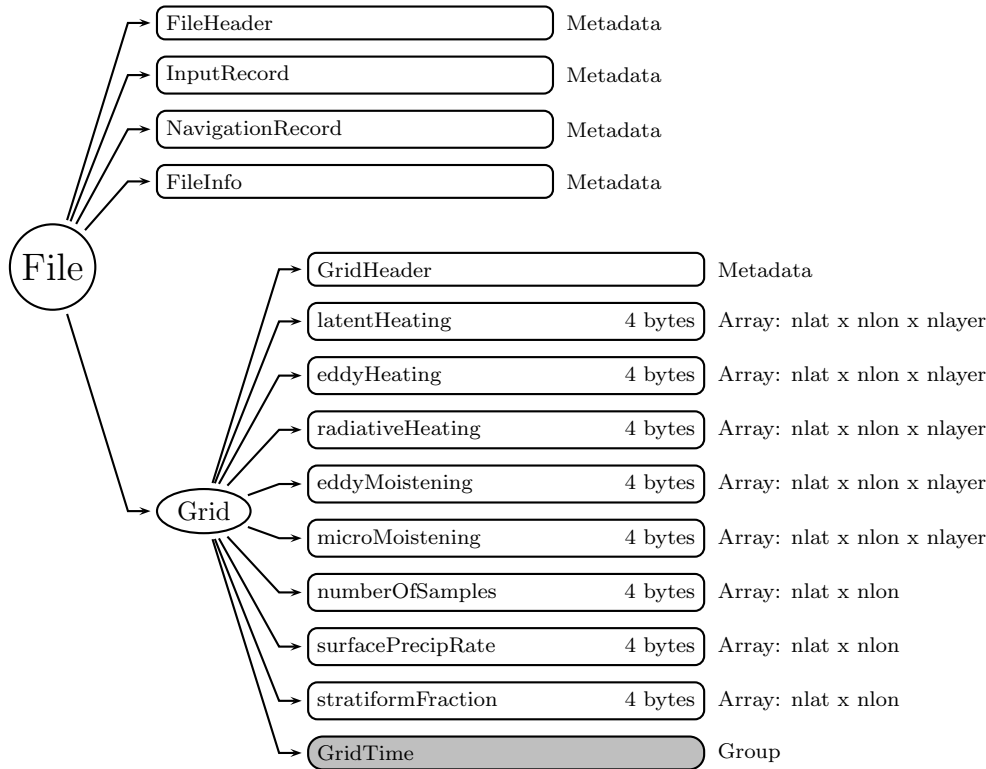 FileHeader Metadata
InputRecord Metadata
NavigationRecord Metadata
FileInfo Metadata
File
GridHeader Metadata
latentHeating 4 bytes Array: nlat x nlon x nlayer
eddyHeating 4 bytes Array: nlat x nlon x nlayer
radiativeHeating 4 bytes Array: nlat x nlon x nlayer
eddyMoistening 4 bytes Array: nlat x nlon x nlayer
Grid
microMoistening 4 bytes Array: nlat x nlon x nlayer
numberOfSamples 4 bytes Array: nlat x nlon
surfacePrecipRate 4 bytes Array: nlat x nlon
stratiformFraction 4 bytes Array: nlat x nlon
GridTime Group